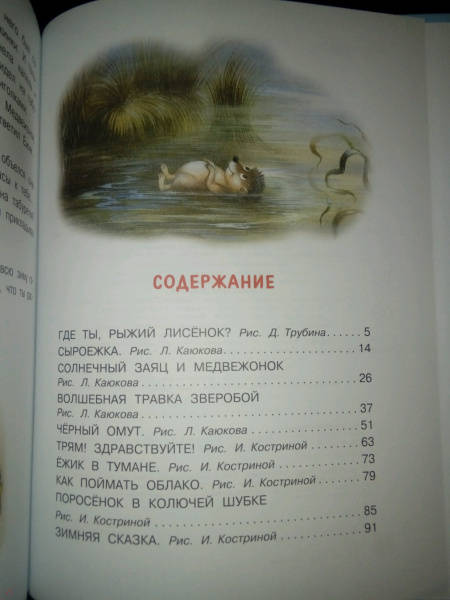 СОДЕРЖАНИЕ
ГДЕ ТЫ, РЫЖИЙ ЛИСЁНОК? Рис. Д. Трубина...... 5
СЫРОЕЖКА. Рис. Л. Каюкова.................... 14
СОЛНЕЧНЫЙ ЗАЯЦ И МЕДВЕЖОНОК
Рис. Л. Каюкова............................ 26
ВОЛШЕБНАЯ ТРАВКА ЗВЕРОБОЙ
Рис. Л. Каюкова............................ 37
ЧЁРНЫЙ ОМУТ. Рис. Л. Каюкова................ 51
ТРЯМ! ЗДРАВСТВУЙТЕ! Рис. И. Костриной........ 63
ЁЖИК В ТУМАНЕ. Рис. И. Костриной............ 73
КАК ПОЙМАТЬ ОБЛАКО. Рис. И. Костриной....... 79
ПОРОСЁНОК В КОЛЮЧЕЙ ШУБКЕ
Рис. И. Костриной.......................... 85
ЗИМНЯЯ СКАЗКА. Рис. И. Костриной............ 91